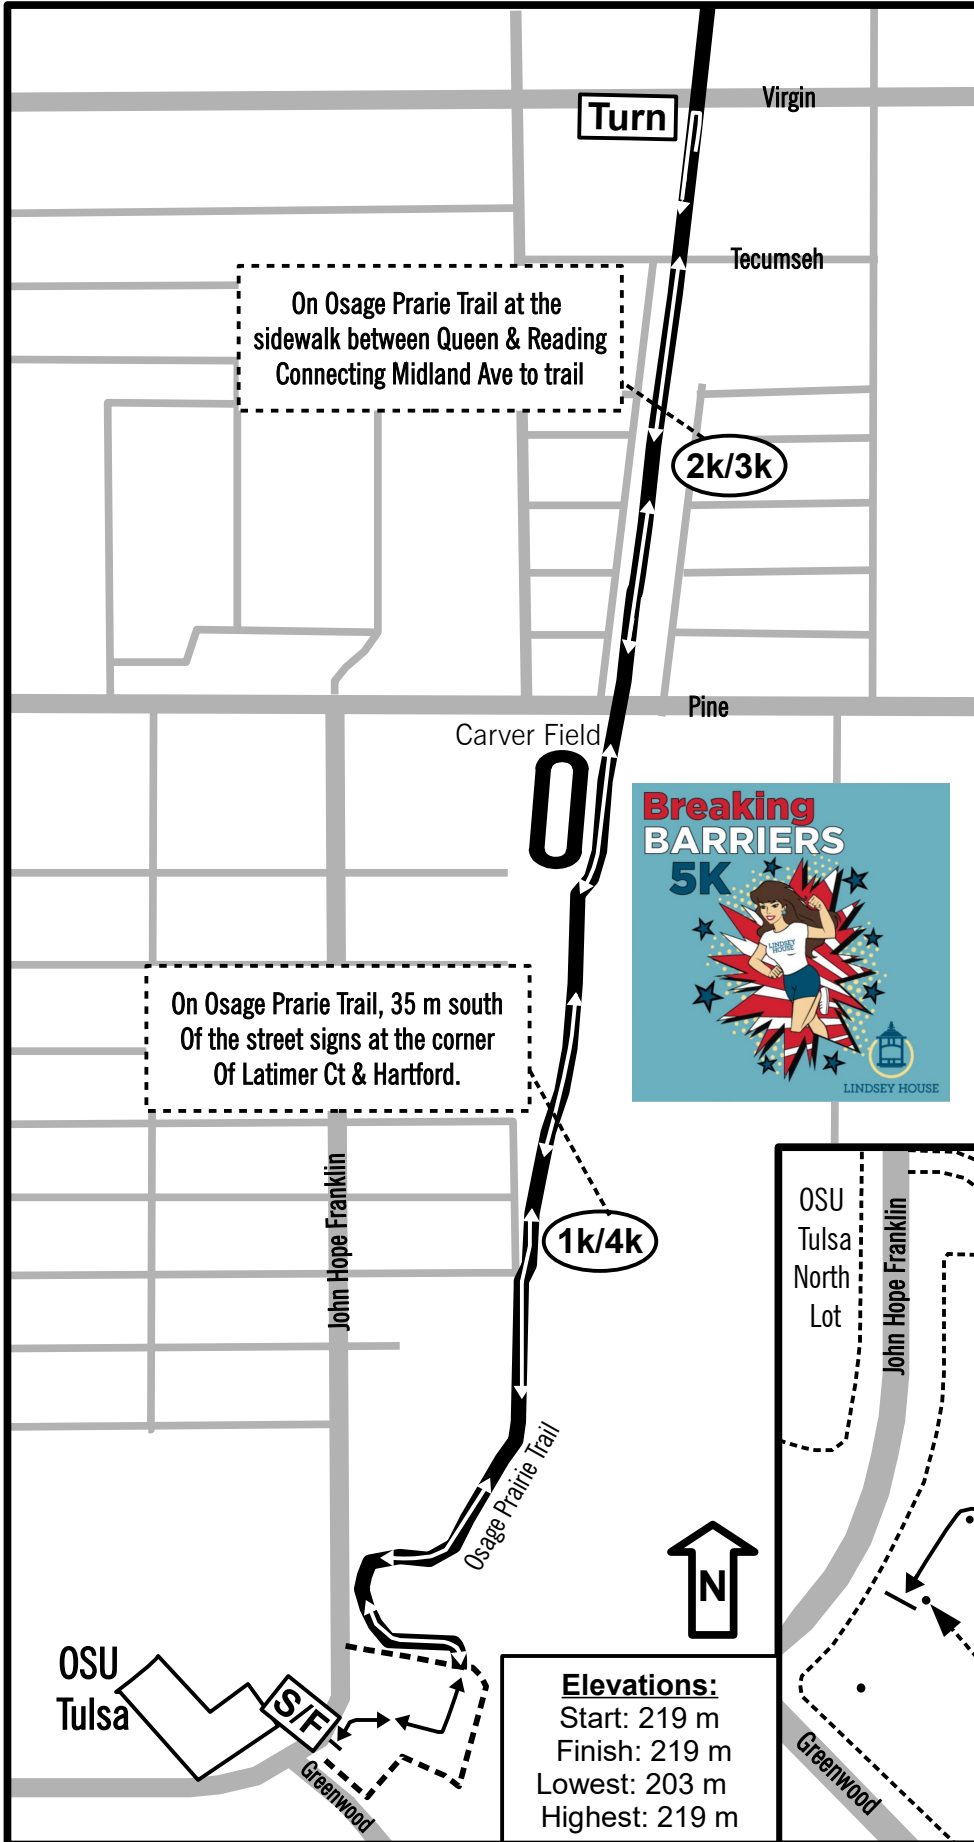 Virgin
Turn
Tecumseh
On Osage Prarie Trail at the
sidewalk between Queen & Reading
Connecting Midland Ave to trail
2k/3k
Pine
Carver Field
Breaking
BARRIERS
5K
LINDSEY
HOUSE
LINDSEY HOUSE
On Osage Prarie Trail, 35 m south
Of the street signs at the corner
Of Latimer Ct & Hartford.
1k/4k
John Hope Franklin
OSU
Tulsa
North
Lot
John Hope Franklin
Osage Prairie Trail
N
OSU
Tulsa
S/F
Greenwood
Elevations:
Start: 219 m
Finish: 219 m
Lowest: 203 m
Highest: 219 m
Greenwood